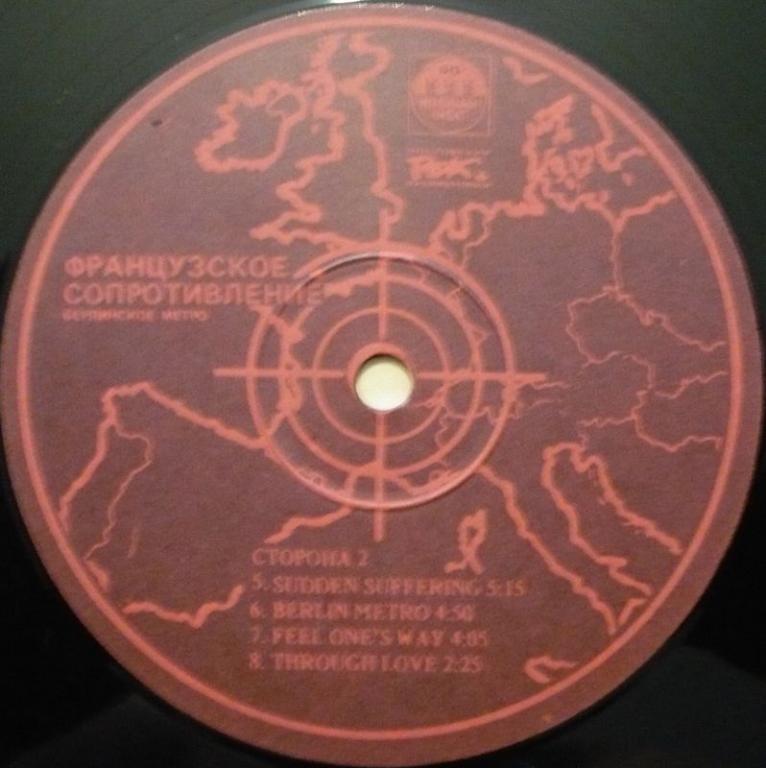 ФРАНЦУЗСКОЕ
СОПРОТИВЛЕНИЕ
БЕРЛИНСКОЕ МЕТРО
СТОРОНА 2
5. SUDDEN SUFFERING 5:15
6. BERLIN METRO 4:50
7. FEEL ONE'S WAY 4:05
8. THROUGH LOVE 2:25